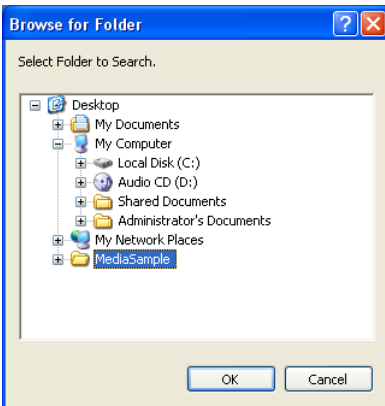 Browse for Folder
Select Folder to Search.
Desktop
My Documents
My Computer
Local Disk (C:)
Audio CD (D:)
Shared Documents
Administrator's Documents
My Network Places
MediaSample
OK Cancel